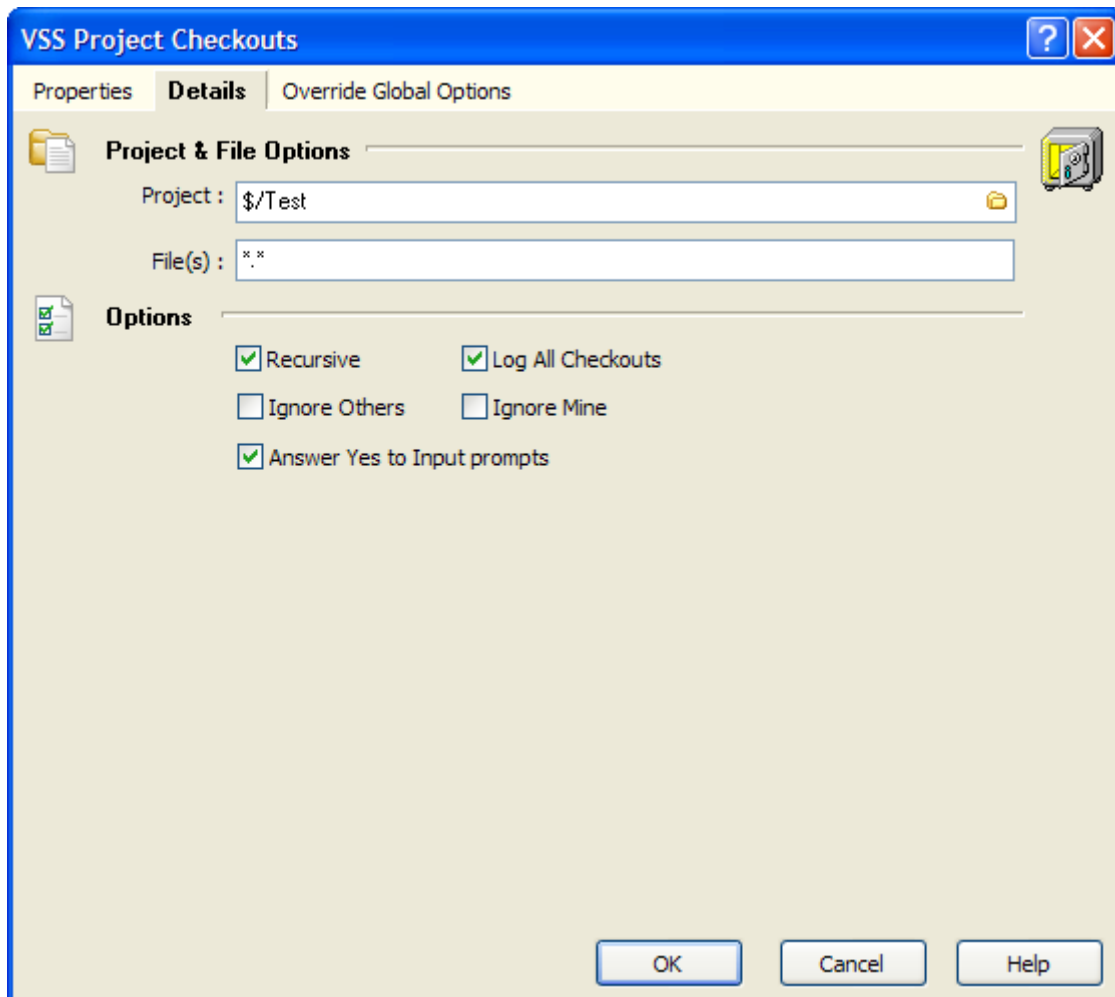 VSS Project Checkouts
Properties Details Override Global Options
Project & File Options
Project : $/Test
File(s) : *.*
Options
Recursive Log All Checkouts
Ignore Others Ignore Mine
Answer Yes to Input prompts
OK Cancel Help